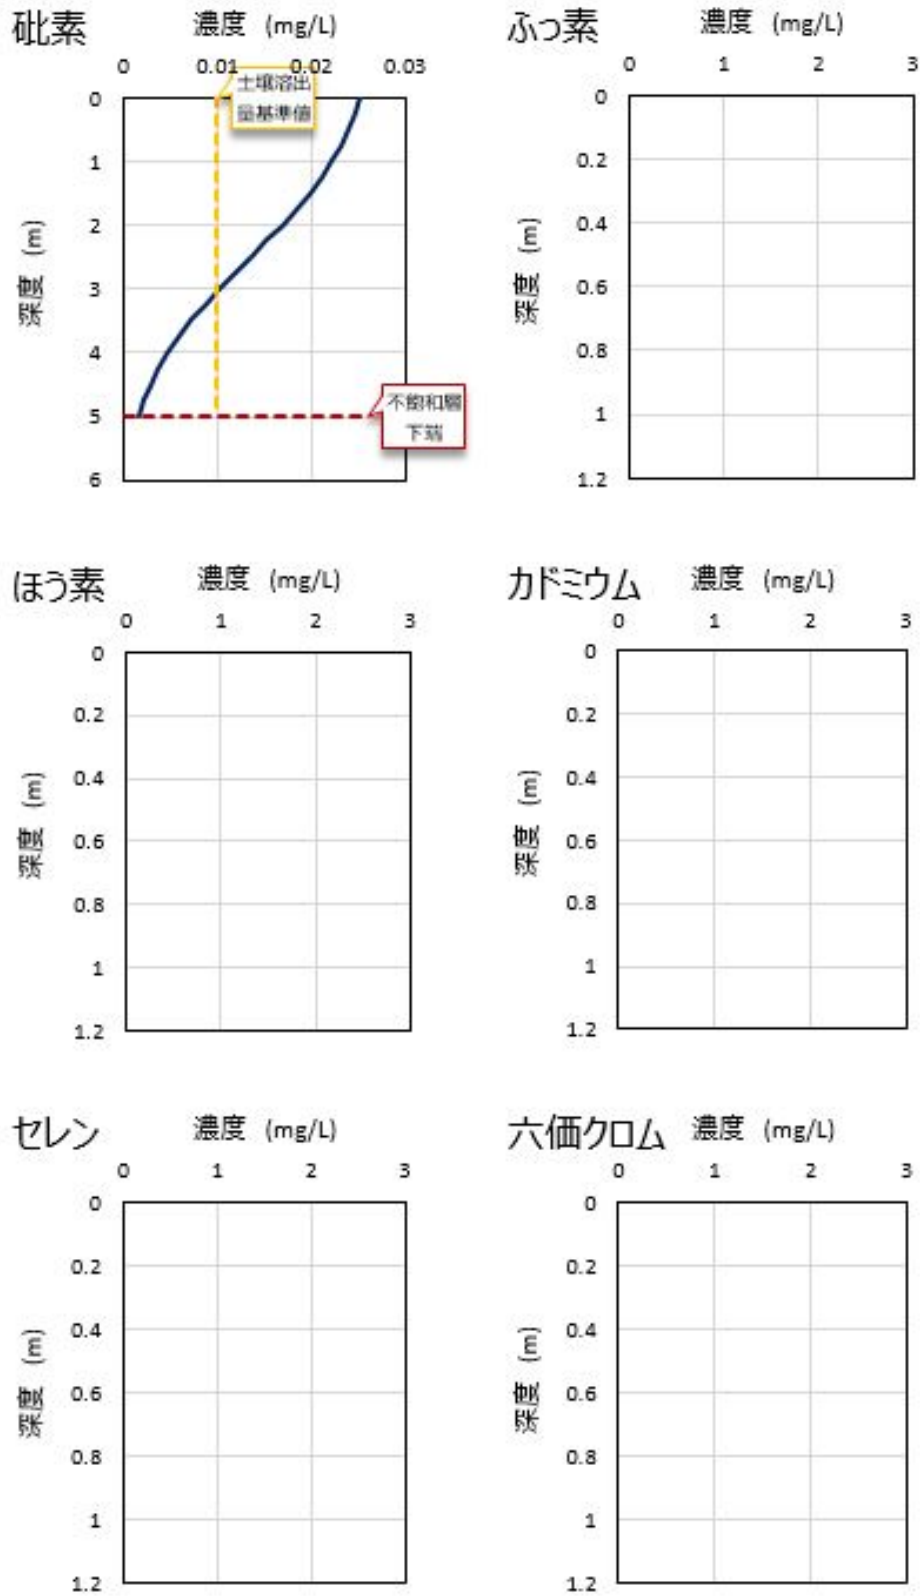 砒素 濃度 (mg/L)
0 0.01 0.02 0.03
土壌溶出
量基準値
0
1
2
3
4
5
6
深度 (m)
不飽和層
下端
ふっ素 濃度 (mg/L)
0 1 2 3
0
0.2
0.4
0.6
0.8
1
1.2
深度 (m)
ほう素 濃度 (mg/L)
0 1 2 3
0
0.2
0.4
0.6
0.8
1
1.2
深度 (m)
カドミウム 濃度 (mg/L)
0 1 2 3
0
0.2
0.4
0.6
0.8
1
1.2
深度 (m)
セレン 濃度 (mg/L)
0 1 2 3
0
0.2
0.4
0.6
0.8
1
1.2
深度 (m)
六価クロム 濃度 (mg/L)
0 1 2 3
0
0.2
0.4
0.6
0.8
1
1.2
深度 (m)